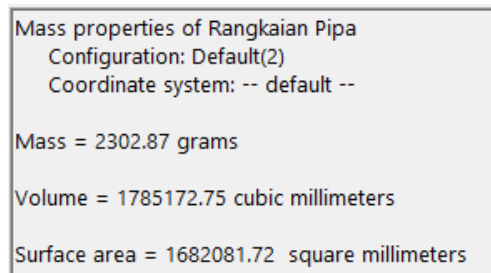 Mass properties of Rangkaian Pipa
Configuration: Default(2)
Coordinate system: -- default --
Mass = 2302.87 grams
Volume = 1785172.75 cubic millimeters
Surface area = 1682081.72  square millimeters